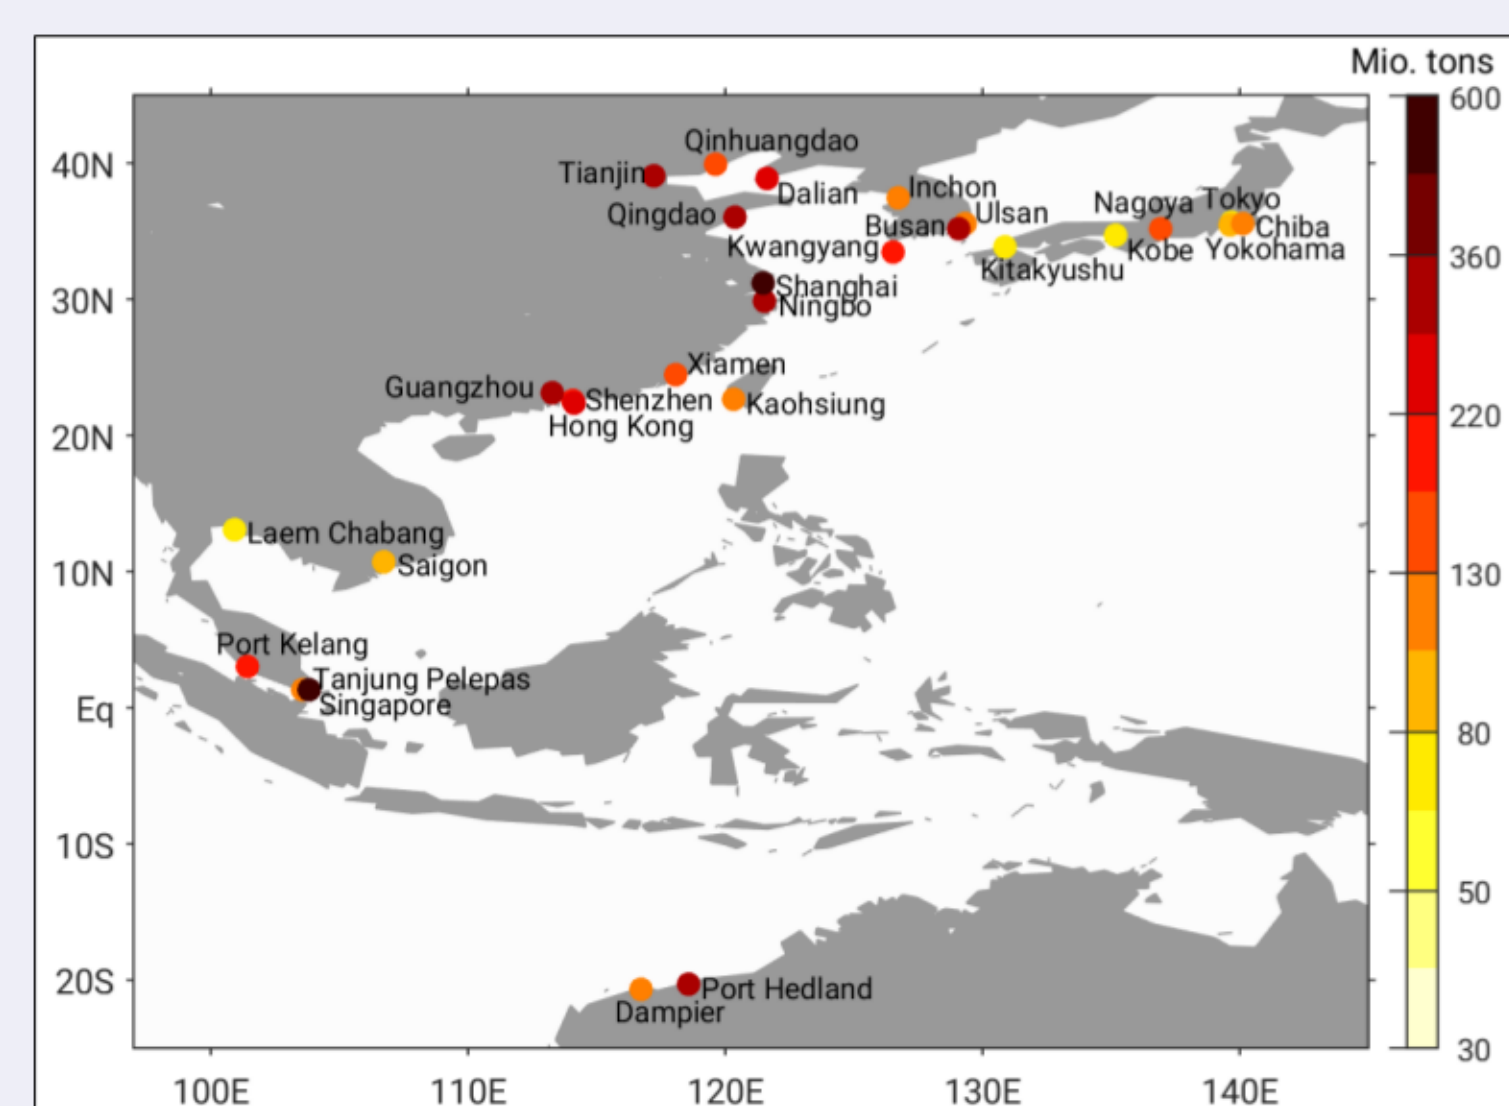 Mio. tons
600
Qinhuangdao
40N
Tianjin
Dalian
Inchon
Nagoya Tokyo
Qingdao
Busan
Ulsan
Chiba
Kwangyang
Kobe Yokohama
360
Kitakyushu
30N
Shanghai
Ningbo
Xiamen
Guangzhou
Shenzhen
Kaohsiung
220
Hong Kong
20N
Laem Chabang
10N
Saigon
130
Port Kelang
Tanjung Pelepas
Singapore
Eq
80
10S
50
20S
Port Hedland
Dampier
30
100E 110E 120E 130E 140E